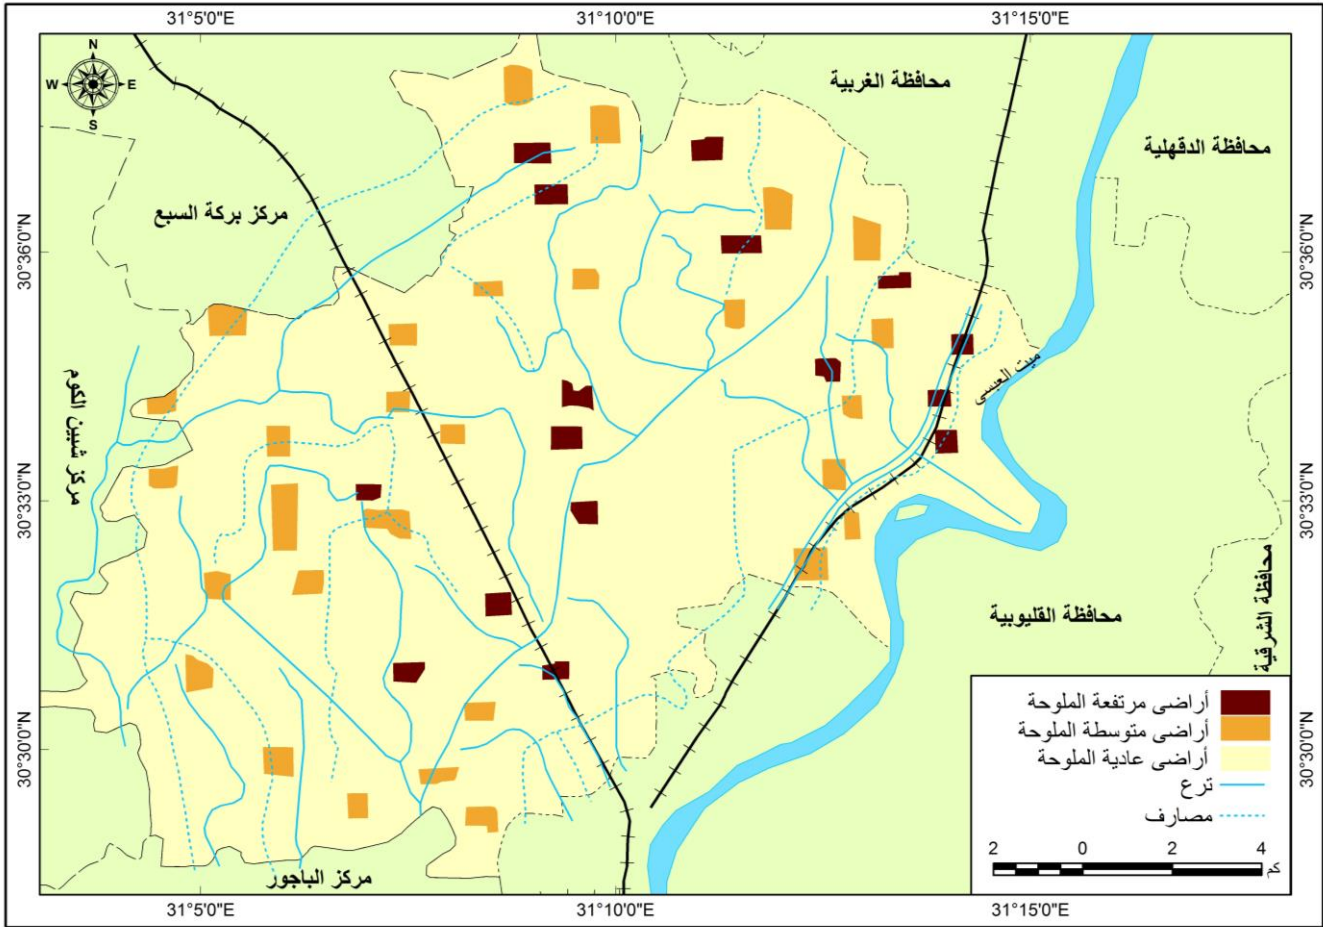 31°5'0"E
31°10'0"E
31°15'0"E
N
W
E
S
محافظة الغربية
محافظة الدقهلية
مركز بركة السبع
30°36'0"N
30°36'0"N
ميت العبسى
مركز شبين الكوم
30°33'0"N
30°33'0"N
محافظة القليوبية
محافظة الشرقية
أراضى مرتفعة الملوحة
أراضى متوسطة الملوحة
أراضى عادية الملوحة
ترع
مصارف
30°30'0"N
30°30'0"N
2 0 2 4
كم
مركز الباجور
31°5'0"E
31°10'0"E
31°15'0"E